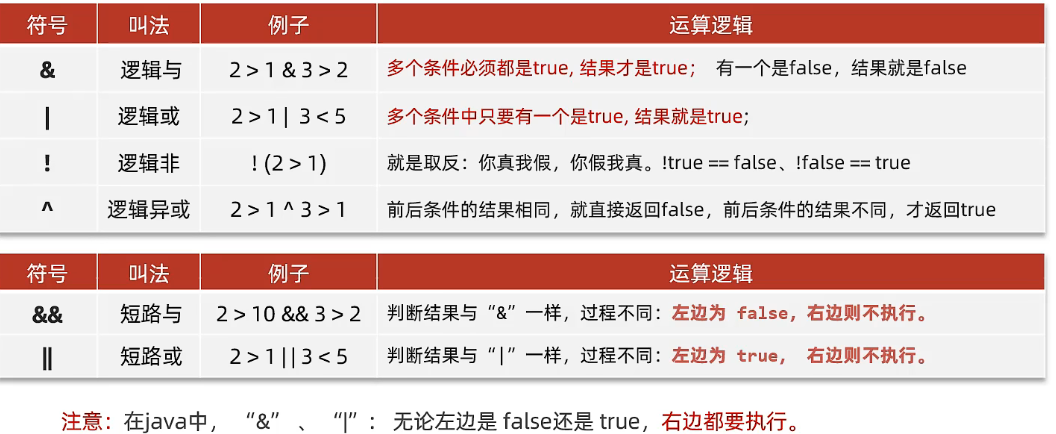 符号 叫法 例子 运算逻辑
& 逻辑与 2 > 1 & 3 > 2 多个条件必须都是true, 结果才是true； 有一个是false，结果就是false
| 逻辑或 2 > 1 | 3 < 5 多个条件中只要有一个是true, 结果就是true；
! 逻辑非 ! (2 > 1) 就是取反：你真我假，你假我真。!true == false、!false == true
^ 逻辑异或 2 > 1 ^ 3 > 1 前后条件的结果相同，就直接返回false，前后条件的结果不同，才返回true
符号 叫法 例子 运算逻辑
&& 短路与 2 > 10 && 3 > 2 判断结果与“&”一样，过程不同：左边为 false，右边则不执行。
|| 短路或 2 > 1 || 3 < 5 判断结果与“|”一样，过程不同：左边为 true， 右边则不执行。
注意：在java中， “&” 、 “|”： 无论左边是 false还是 true，右边都要执行。